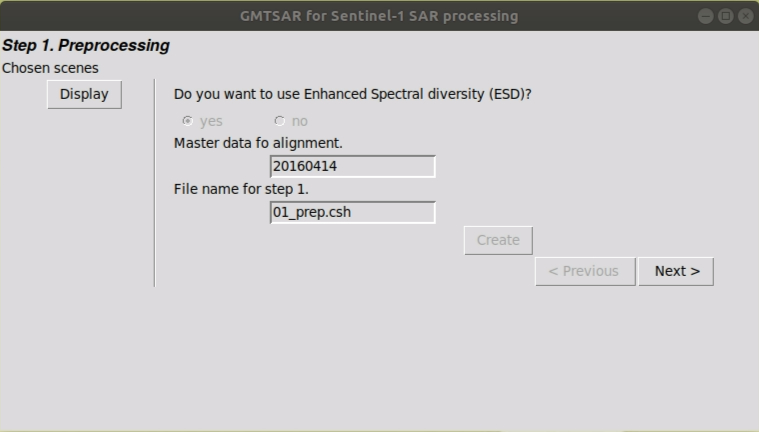 GMTSAR for Sentinel-1 SAR processing
Step 1. Preprocessing
Chosen scenes
Display
Do you want to use Enhanced Spectral diversity (ESD)?
yes no
Master data fo alignment.
20160414
File name for step 1.
01_prep.csh
Create
< Previous Next >